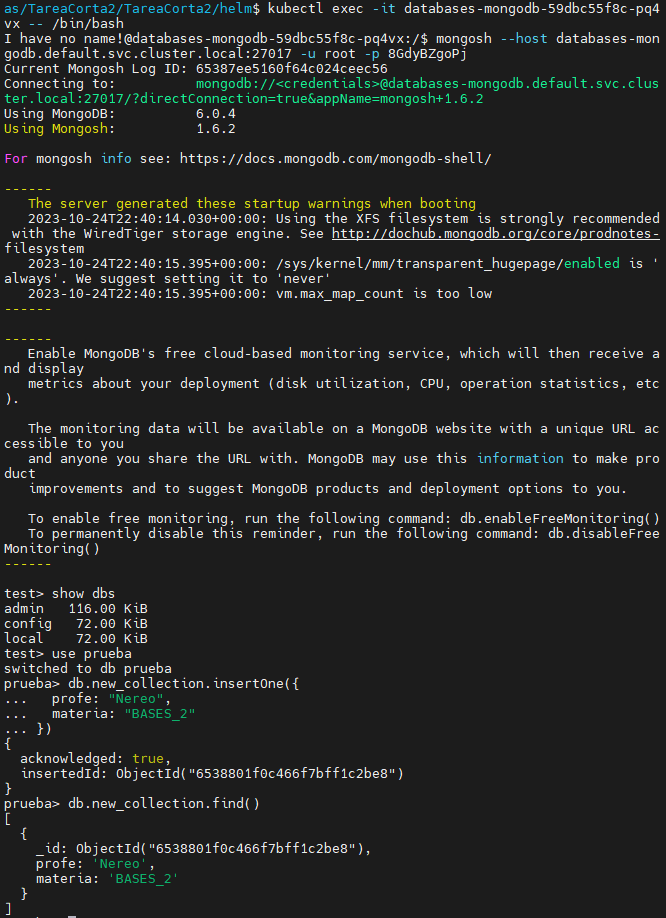 as/TareaCorta2/TareaCorta2/helm$ kubectl exec -it databases-mongodb-59dbc55f8c-pq4
vx -- /bin/bash
I have no name!@databases-mongodb-59dbc55f8c-pq4vx:/$ mongosh --host databases-mon
godb.default.svc.cluster.local:27017 -u root -p 8GdyBZgoPj
Current Mongosh Log ID: 65387ee5160f64c024ceec56
Connecting to:          mongodb://<credentials>@databases-mongodb.default.svc.clus
ter.local:27017/?directConnection=true&appName=mongosh+1.6.2
Using MongoDB:          6.0.4
Using Mongosh:          1.6.2

For mongosh info see: https://docs.mongodb.com/mongodb-shell/

------
   The server generated these startup warnings when booting
   2023-10-24T22:40:14.030+00:00: Using the XFS filesystem is strongly recommended
 with the WiredTiger storage engine. See http://dochub.mongodb.org/core/prodnotes-
filesystem
   2023-10-24T22:40:15.395+00:00: /sys/kernel/mm/transparent_hugepage/enabled is '
always'. We suggest setting it to 'never'
   2023-10-24T22:40:15.395+00:00: vm.max_map_count is too low
------

------
   Enable MongoDB's free cloud-based monitoring service, which will then receive a
nd display
   metrics about your deployment (disk utilization, CPU, operation statistics, etc
).

   The monitoring data will be available on a MongoDB website with a unique URL ac
cessible to you
   and anyone you share the URL with. MongoDB may use this information to make pro
duct
   improvements and to suggest MongoDB products and deployment options to you.

   To enable free monitoring, run the following command: db.enableFreeMonitoring()
   To permanently disable this reminder, run the following command: db.disableFree
Monitoring()
------

test> show dbs
admin   116.00 KiB
config   72.00 KiB
local    72.00 KiB
test> use prueba
switched to db prueba
prueba> db.new_collection.insertOne({
...   profe: "Nereo",
...   materia: "BASES_2"
... })
{
  acknowledged: true,
  insertedId: ObjectId("6538801f0c466f7bff1c2be8")
}
prueba> db.new_collection.find()
[
  {
    _id: ObjectId("6538801f0c466f7bff1c2be8"),
    profe: 'Nereo',
    materia: 'BASES_2'
  }
]